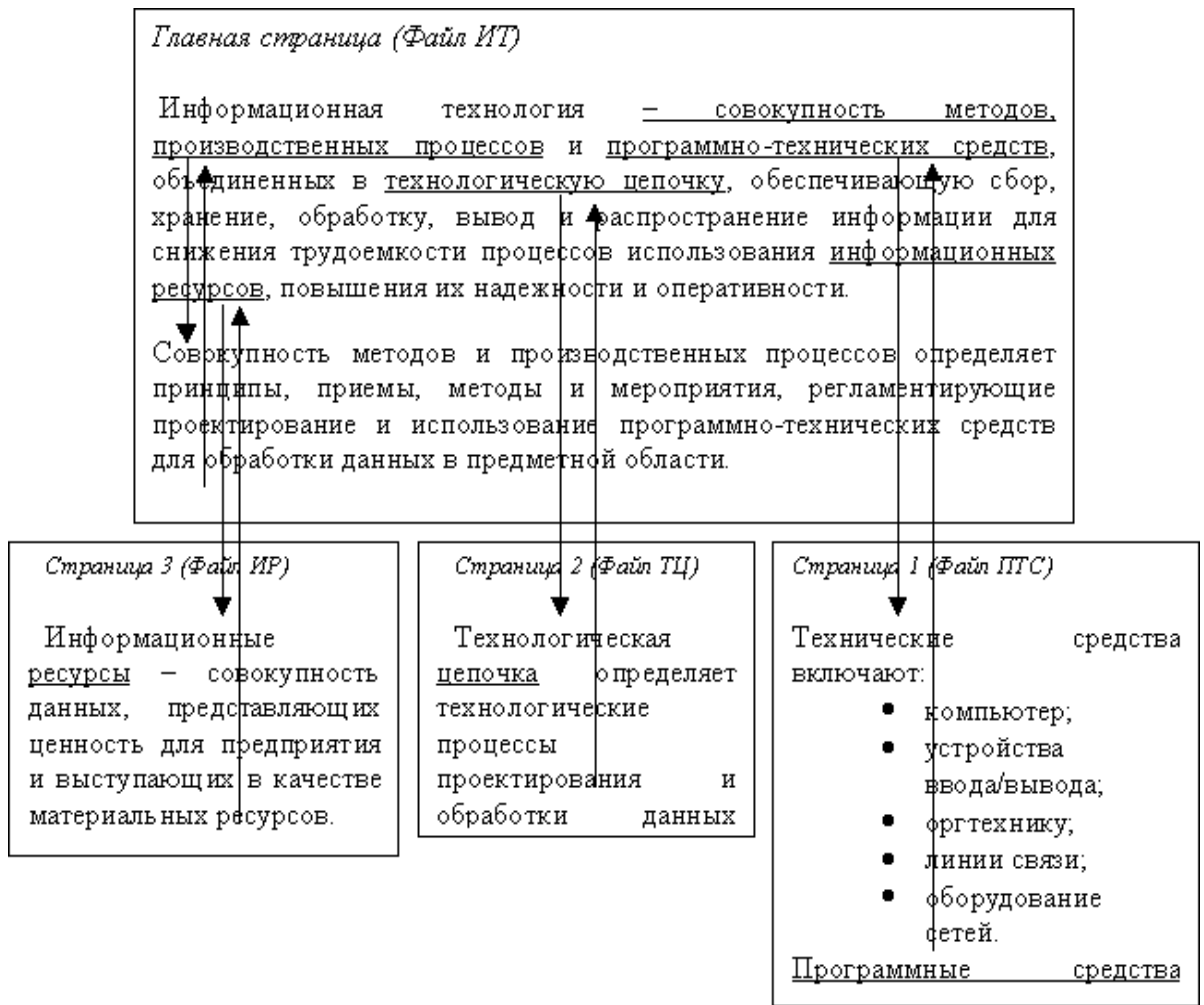 Главная страница (Файл ИТ)
Информационная технология – совокупность методов,
производственных процессов и программно-технических средств,
объединенных в технологическую цепочку, обеспечивающую сбор,
хранение, обработку, вывод и распространение информации для
снижения трудоемкости процессов использования информационных
ресурсов, повышения их надежности и оперативности.
Совокупность методов и производственных процессов определяет
принципы, приемы, методы и мероприятия, регламентирующие
проектирование и использование программно-технических средств
для обработки данных в предметной области.
Страница 3 (Файл ИР)
Информационные
ресурсы – совокупность
данных, представляющих
ценность для предприятия
и выступающих в качестве
материальных ресурсов.
Страница 2 (Файл ТЦ)
Технологическая
цепочка определяет
технологические
процессы
проектирования и
обработки данных
Страница 1 (Файл ПТС)
Технические средства
включают:
• компьютер;
• устройства
ввода/вывода;
• оргтехнику;
• линии связи;
• оборудование
сетей.
Программные средства